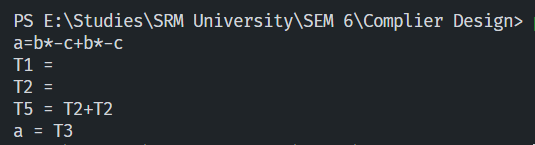 PS E:\Studies\SRM University\SEM 6\Complier Design>
a=b*-c+b*-c
T1 =
T2 =
T5 = T2+T2
a = T3